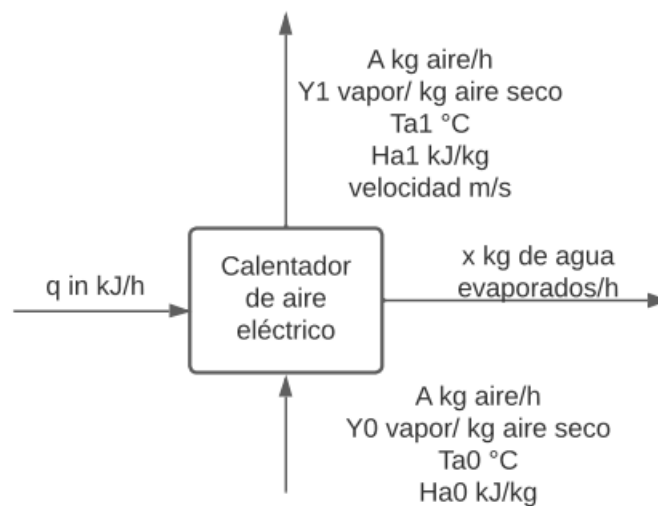 A kg aire/h
Y1 vapor/ kg aire seco
Ta1 °C
Ha1 kJ/kg
velocidad m/s
q in kJ/h
Calentador
de aire
eléctrico
x kg de agua
evaporados/h
A kg aire/h
Y0 vapor/ kg aire seco
Ta0 °C
Ha0 kJ/kg